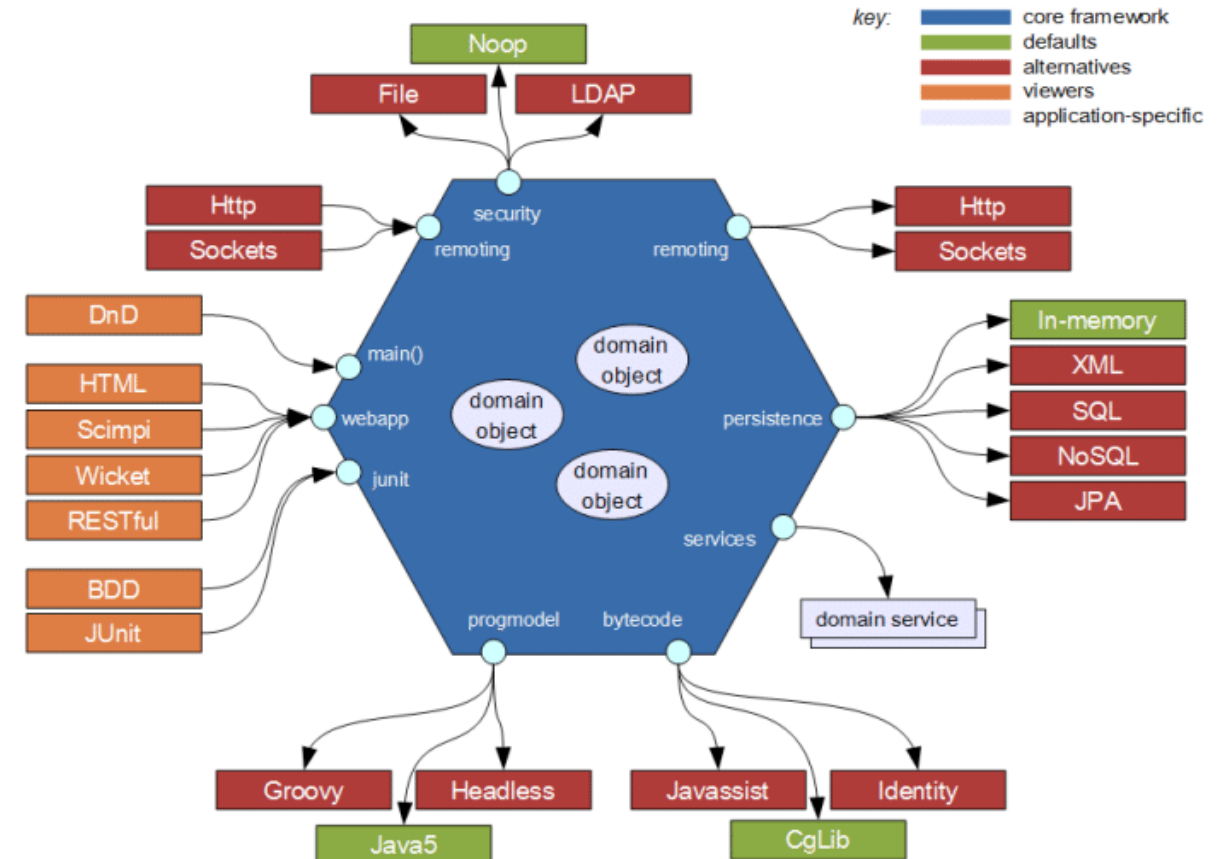 key:
core framework
defaults
alternatives
viewers
application-specific
Noop
File
LDAP
security
Http
Sockets
remoting
remoting
Http
Sockets
DnD
main()
HTML
Scimpi
Wicket
RESTful
webapp
BDD
JUnit
junit
domain
object
domain
object
domain
object
persistence
In-memory
XML
SQL
NoSQL
JPA
services
domain service
progmodel
bytecode
Groovy
Headless
Java5
Javassist
Identity
CgLib